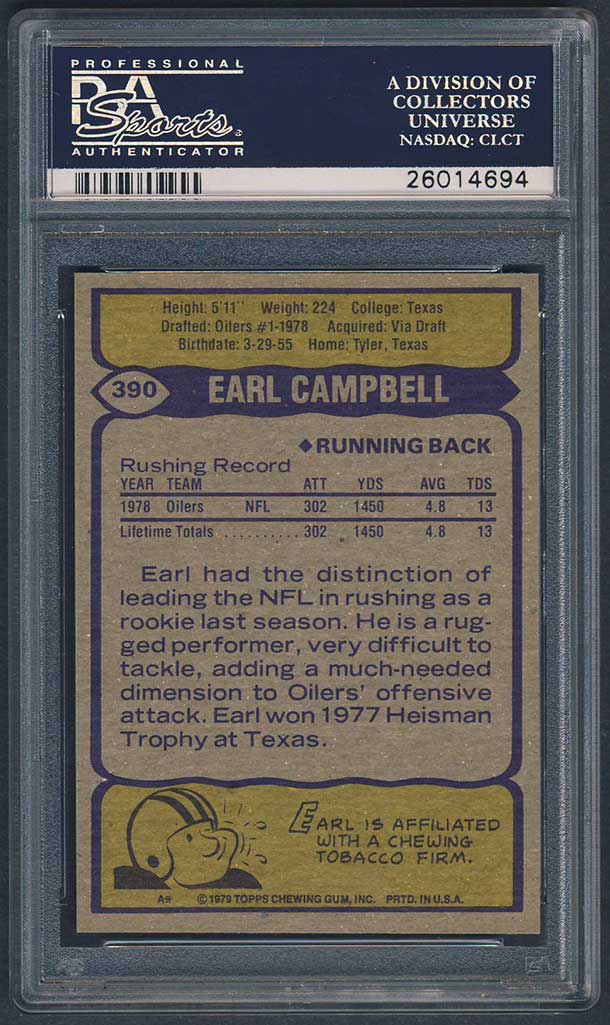 PROFESSIONAL
PSA
Sports
AUTHENTICATOR
A DIVISION OF
COLLECTORS
UNIVERSE
NASDAQ: CLCT
26014694
Height: 5'11" Weight: 224 College: Texas
Drafted: Oilers #1-1978 Acquired: Via Draft
Birthdate: 3-29-55 Home: Tyler, Texas
390 EARL CAMPBELL
◆RUNNING BACK
Rushing Record
YEAR TEAM ATT YDS AVG TDS
1978 Oilers NFL 302 1450 4.8 13
Lifetime Totals .......... 302 1450 4.8 13
Earl had the distinction of
leading the NFL in rushing as a
rookie last season. He is a rug-
ged performer, very difficult to
tackle, adding a much-needed
dimension to Oilers' offensive
attack. Earl won 1977 Heisman
Trophy at Texas.
EARL IS AFFILIATED
WITH A CHEWING
TOBACCO FIRM.
A* © 1979 TOPPS CHEWING GUM, INC. PRTD. IN U.S.A.